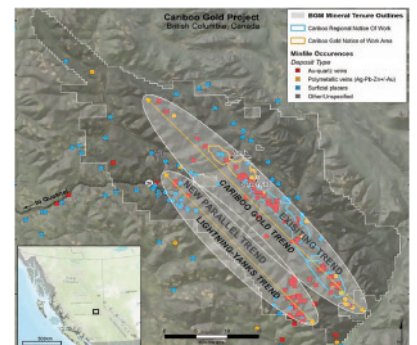 Cariboo Gold Project
British Columbia, Canada
BGM Mineral Tenure Outlines
Cariboo Regional Notice Of Work
Cariboo Gold Notice of Work Area
Minfile Occurences
Deposit Type
Au-quartz veins
Polymetallic veins (Ag-Pb-Zn+/-Au)
Surficial placers
Other/Unspecified
to Quesnel
EXISTING TREND
CARIBOO GOLD TREND
NEW PARALLEL TREND
LIGHTNING-YANKS TREND